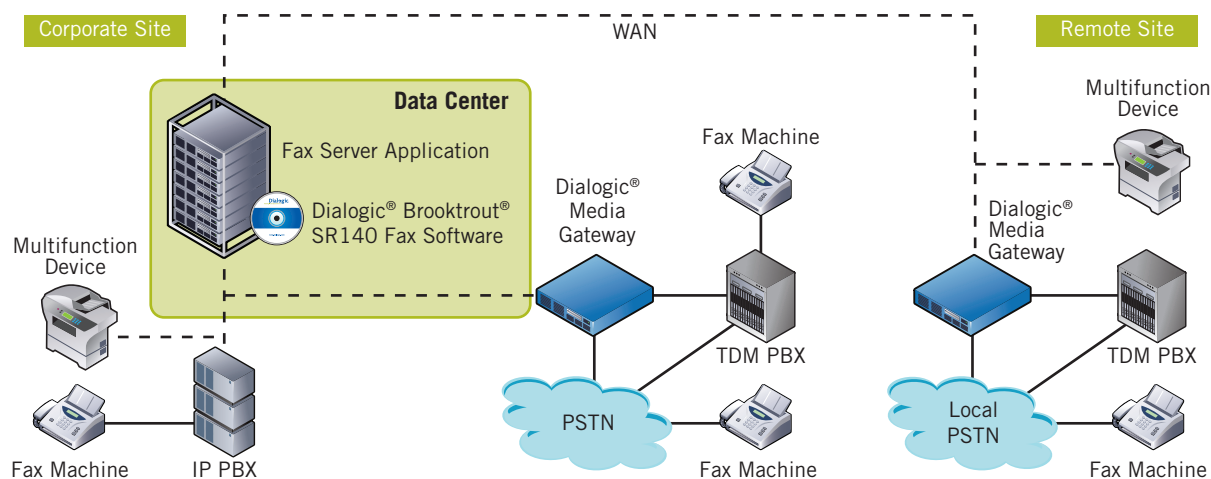 Corporate Site
WAN
Remote Site
Data Center
Fax Server Application
Dialogic® Brooktrout®
SR140 Fax Software
Dialogic
Multifunction
Device
Fax Machine
IP PBX
Dialogic®
Media
Gateway
Fax Machine
TDM PBX
PSTN
Fax Machine
Multifunction
Device
Dialogic®
Media
Gateway
TDM PBX
Local
PSTN
Fax Machine